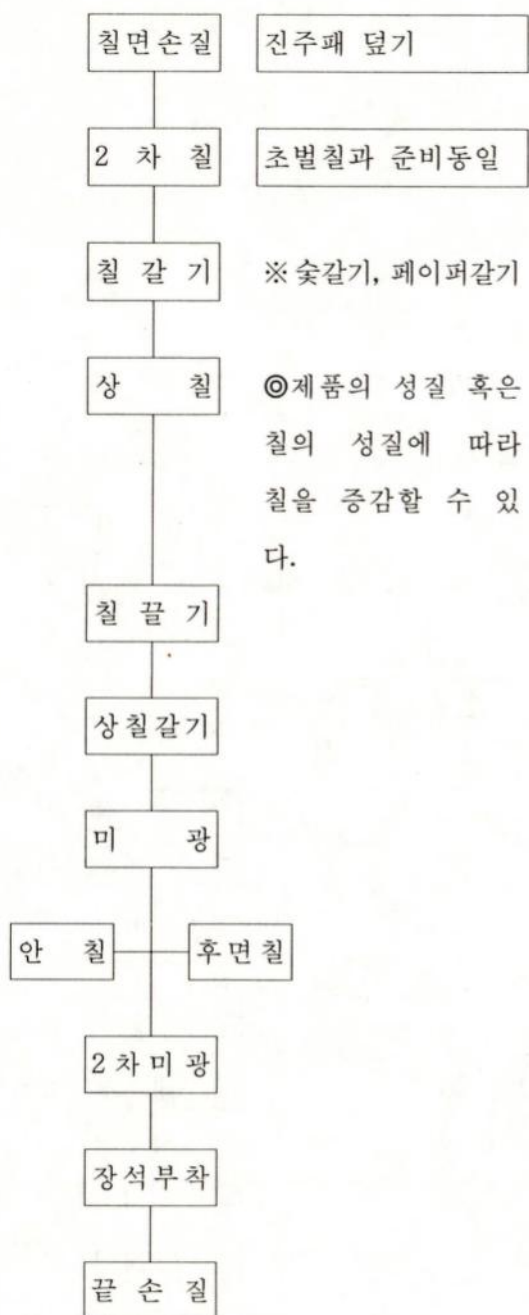 칠면손질 진주패 덮기
2 차 칠 초벌칠과 준비동일
칠 갈 기 ※ 숯갈기, 페이퍼갈기
상 칠 ◎제품의 성질 혹은
칠의 성질에 따라
칠을 증감할 수 있
다.
칠 끌 기
상칠갈기
미 광
안 칠 후면칠
2차미광
장석부착
끝 손 질